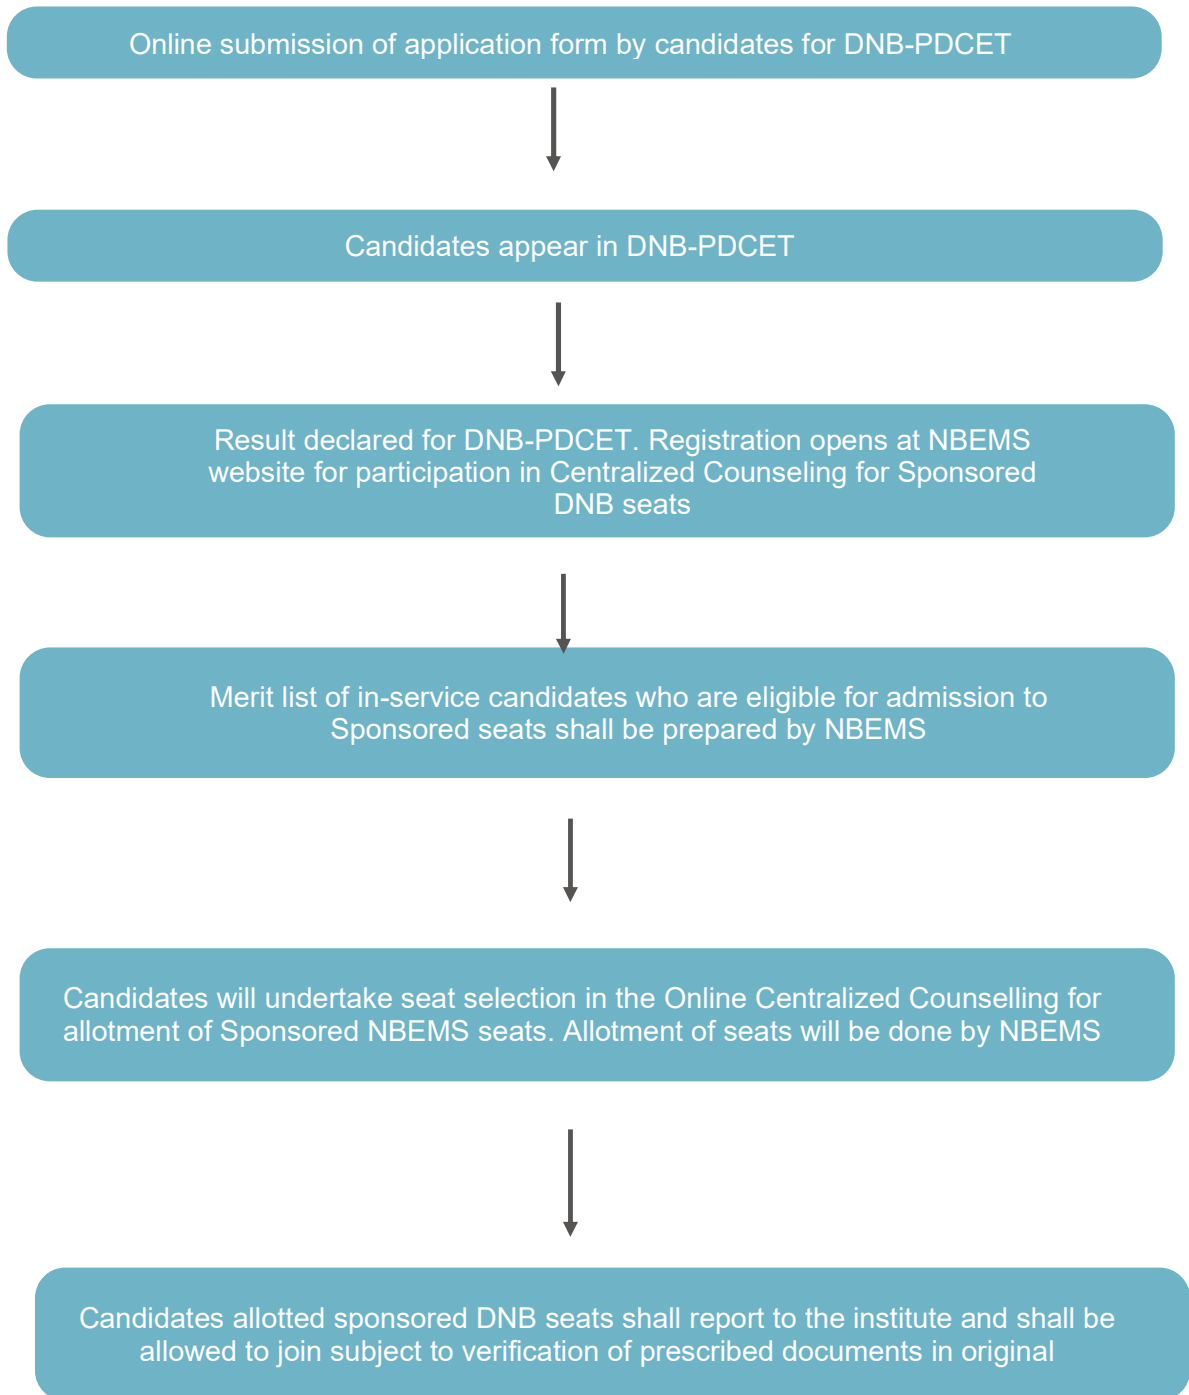 Online submission of application form by candidates for DNB-PDCET
Candidates appear in DNB-PDCET
Result declared for DNB-PDCET. Registration opens at NBEMS
website for participation in Centralized Counseling for Sponsored
DNB seats
Merit list of in-service candidates who are eligible for admission to
Sponsored seats shall be prepared by NBEMS
Candidates will undertake seat selection in the Online Centralized Counselling for
allotment of Sponsored NBEMS seats. Allotment of seats will be done by NBEMS
Candidates allotted sponsored DNB seats shall report to the institute and shall be
allowed to join subject to verification of prescribed documents in original